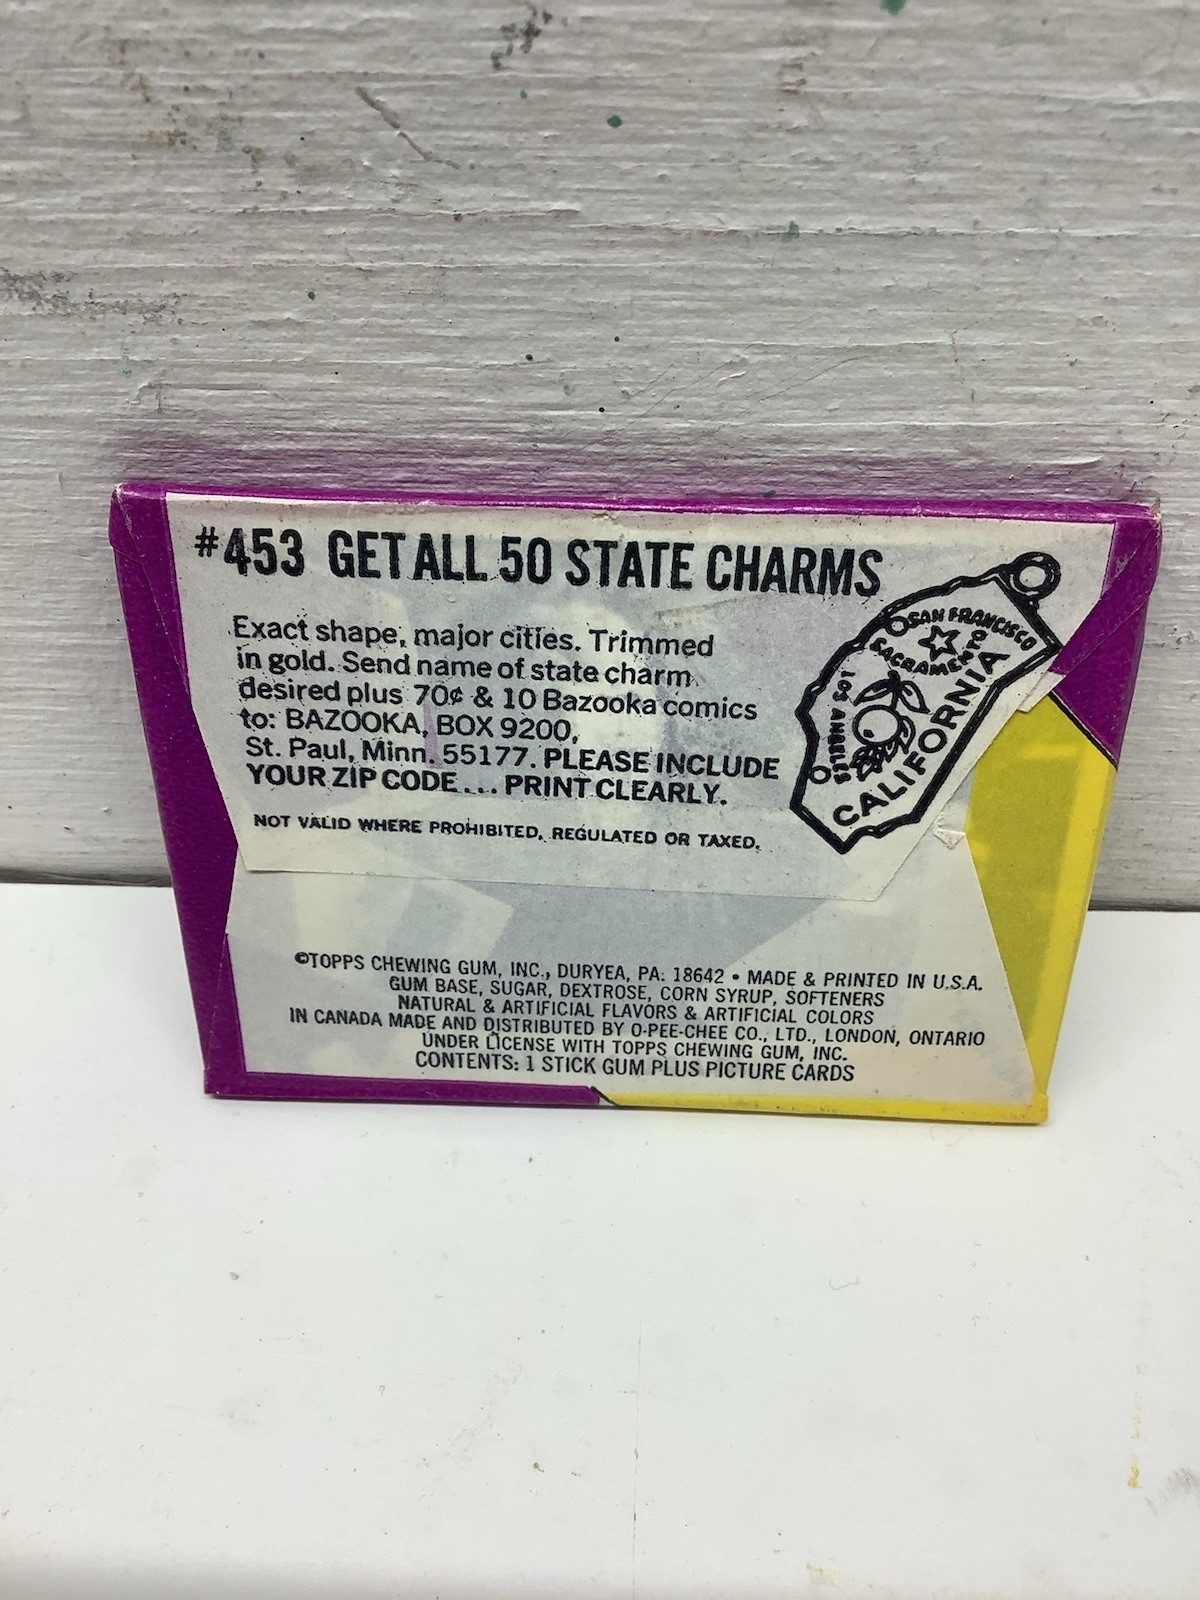 #453 GET ALL 50 STATE CHARMS
Exact shape, major cities. Trimmed
in gold. Send name of state charm
desired plus 70¢ & 10 Bazooka comics
to: BAZOOKA, BOX 9200,
St. Paul, Minn. 55177. PLEASE INCLUDE
YOUR ZIP CODE... PRINT CLEARLY.
NOT VALID WHERE PROHIBITED, REGULATED OR TAXED.
SAN FRANCISCO
SACRAMENTO
LOS ANGELES
CALIFORNIA
©TOPPS CHEWING GUM, INC., DURYEA, PA. 18642 • MADE & PRINTED IN U.S.A.
GUM BASE, SUGAR, DEXTROSE, CORN SYRUP, SOFTENERS
NATURAL & ARTIFICIAL FLAVORS & ARTIFICIAL COLORS
IN CANADA MADE AND DISTRIBUTED BY O-PEE-CHEE CO., LTD., LONDON, ONTARIO
UNDER LICENSE WITH TOPPS CHEWING GUM, INC.
CONTENTS: 1 STICK GUM PLUS PICTURE CARDS